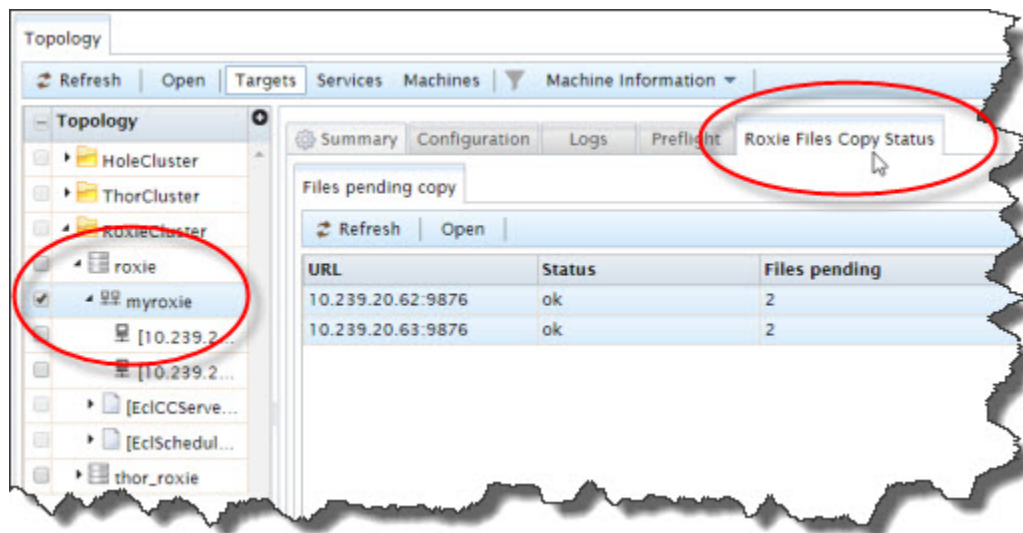 Topology
Refresh Open Targets Services Machines Machine Information
Topology
HoleCluster
ThorCluster
RoxieCluster
roxie
myroxie
[10.239.2...
[10.239.2...
[EclCCServe...
[EclSchedul...
thor_roxie
Summary Configuration Logs Preflight Roxie Files Copy Status
Files pending copy
Refresh Open
URL Status Files pending
10.239.20.62:9876 ok 2
10.239.20.63:9876 ok 2